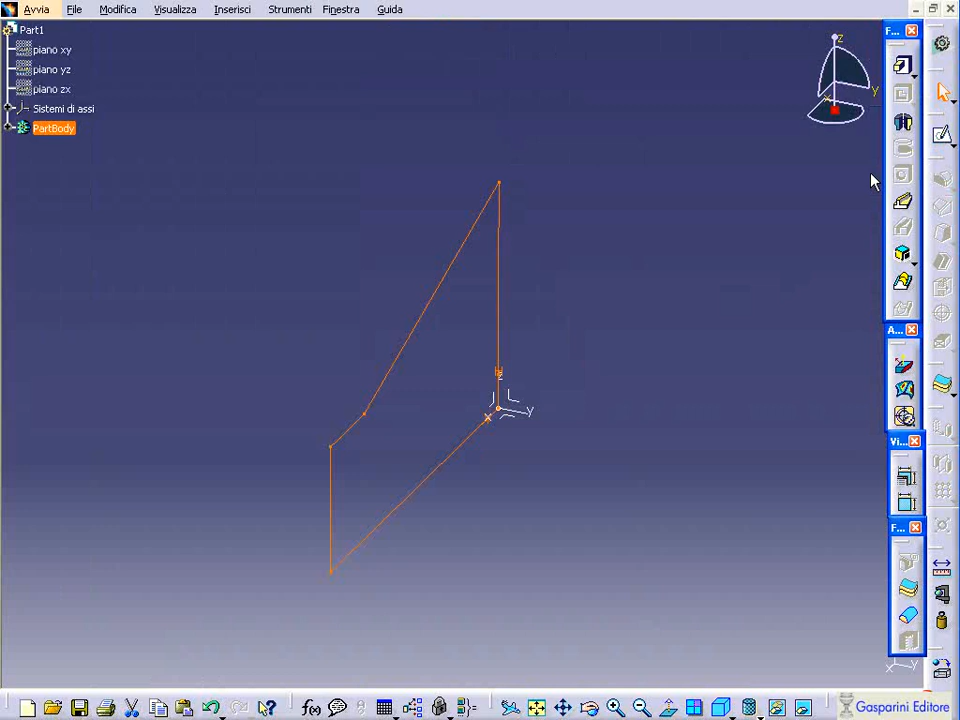 Avvia File Modifica Visualizza Inserisci Strumenti Finestra Guida
Part1
piano xy
piano yz
piano zx
Sistemi di assi
PartBody
z
y
x
F...
A...
Vi...
F...
H
z
y
x
f(x)
x y
Gasparini Editore